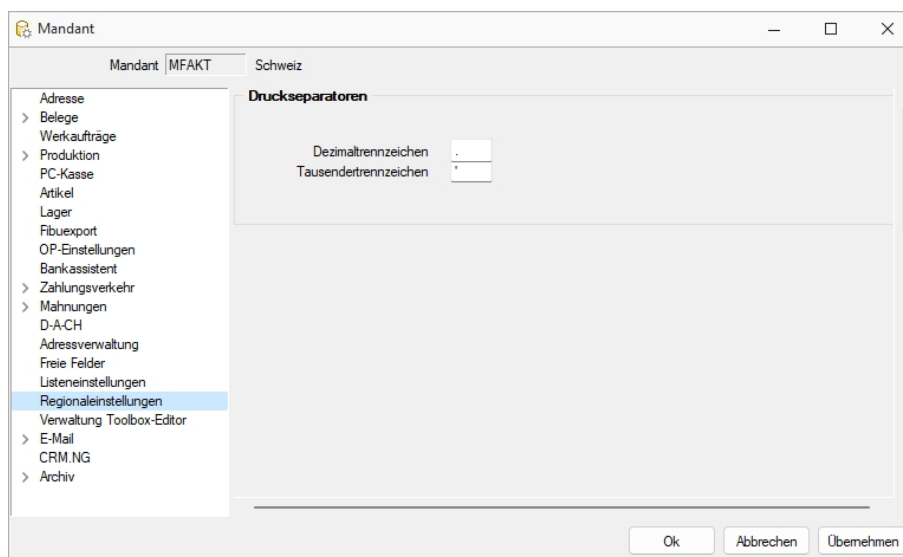 Mandant
Mandant MFAKT Schweiz
Adresse
Belege
Werkaufträge
Produktion
PC-Kasse
Artikel
Lager
Fibuexport
OP-Einstellungen
Bankassistent
Zahlungsverkehr
Mahnungen
D-A-CH
Adressverwaltung
Freie Felder
Listeneinstellungen
Regionaleinstellungen
Verwaltung Toolbox-Editor
E-Mail
CRM.NG
Archiv
Druckseparatoren
Dezimaltrennzeichen .
Tausendertrennzeichen '
Ok Abbrechen Übernehmen